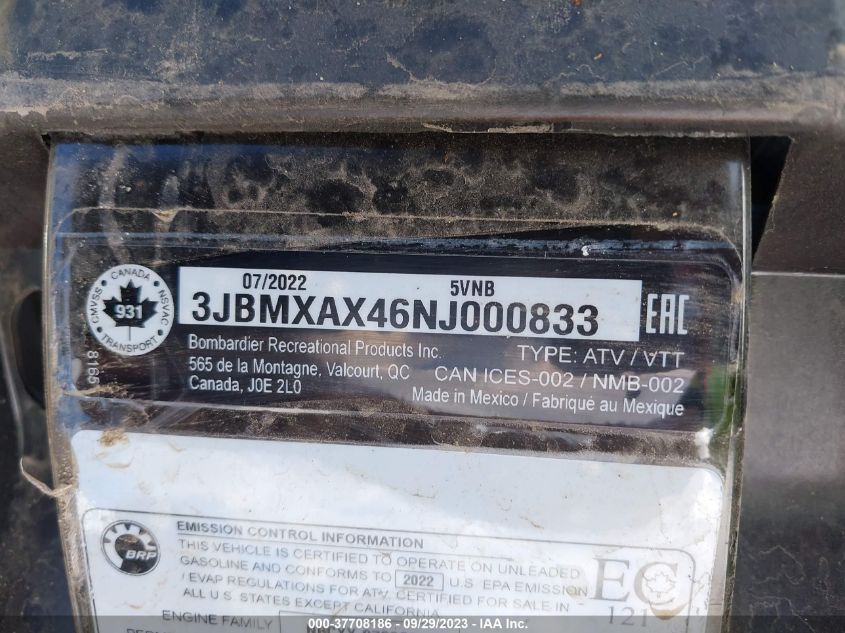 07/2022 5VNB
3JBMXAX46NJ000833
EAC
CANADA
CMVSS NSVAC
931
TRANSPORT
8165
Bombardier Recreational Products Inc.
565 de la Montagne, Valcourt, QC
Canada, J0E 2L0
TYPE: ATV / VTT
CAN ICES-002 / NMB-002
Made in Mexico / Fabriqué au Mexique
BRP
EMISSION CONTROL INFORMATION
THIS VEHICLE IS CERTIFIED TO OPERATE ON UNLEADED
GASOLINE AND CONFORMS TO 2022 U.S. EPA EMISSION
/ EVAP REGULATIONS FOR ATV. CERTIFIED FOR SALE IN
ALL U.S. STATES EXCEPT CALIFORNIA.
EC
121
ENGINE FAMILY
000-37708186 - 09/29/2023 - IAA Inc.